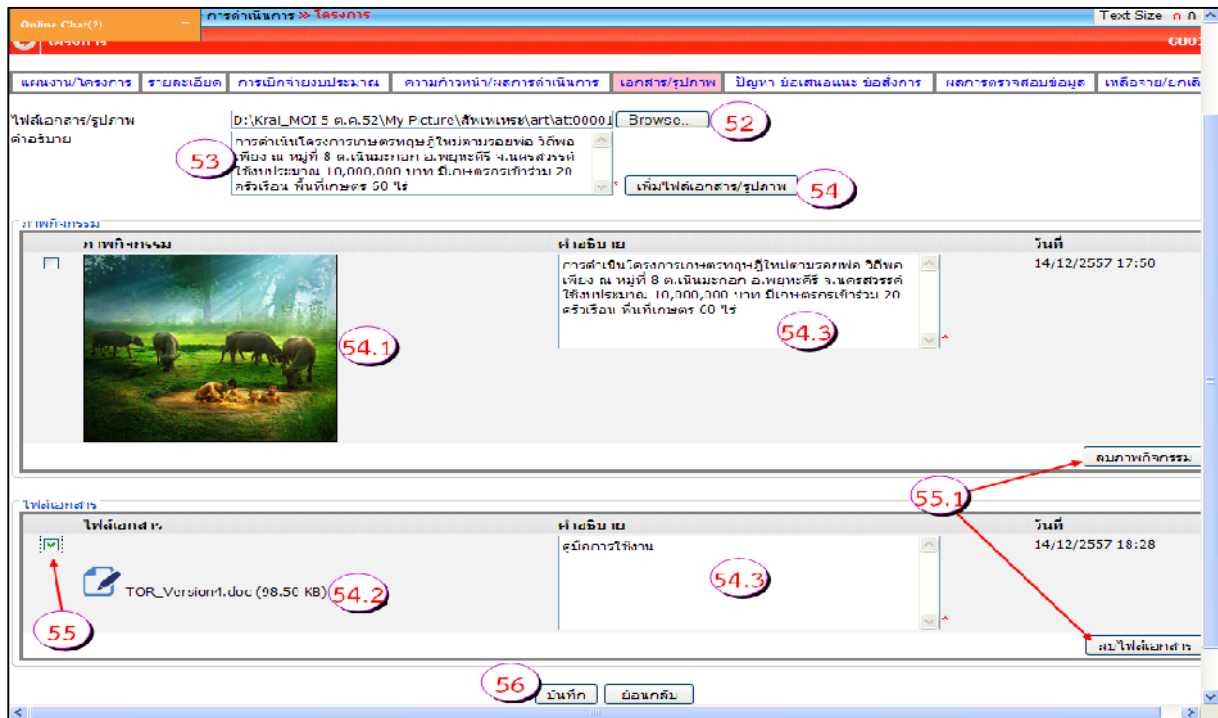 Online Chat(?) −
การดำเนินการ » โครงการ
Text Size ก ก
โครงการ
แผนงาน/โครงการ รายละเอียด การเบิกจ่ายงบประมาณ ความก้าวหน้า/ผลการดำเนินการ เอกสาร/รูปภาพ ปัญหา ข้อเสนอแนะ ข้อสั่งการ ผลการตรวจสอบข้อมูล
ไฟล์เอกสาร/รูปภาพ D:\Krai_MOI 5 ต.ค.52\My Picture\สัพเพเหระ\art\att00001 Browse... 52
คำอธิบาย 53
การดำเนินโครงการเกษตรทฤษฎีใหม่ตามรอยพ่อ วิถีพอ
เพียง ณ หมู่ที่ 8 ต.เนินมะกอก อ.พยุหะคีรี จ.นครสวรรค์
ใช้งบประมาณ 10,000,000 บาท มีเกษตรกรเข้าร่วม 20
ครัวเรือน พื้นที่เกษตร 60 ไร่
* เพิ่มไฟล์เอกสาร/รูปภาพ 54
ภาพกิจกรรม
ภาพกิจกรรม คำอธิบาย วันที่
การดำเนินโครงการเกษตรทฤษฎีใหม่ตามรอยพ่อ วิถีพอ 14/12/2557 17:50
เพียง ณ หมู่ที่ 8 ต.เนินมะกอก อ.พยุหะคีรี จ.นครสวรรค์
ใช้งบประมาณ 10,000,000 บาท มีเกษตรกรเข้าร่วม 20
ครัวเรือน พื้นที่เกษตร 60 ไร่
54.1 54.3 *
ลบภาพกิจกรรม
55.1
ไฟล์เอกสาร
ไฟล์เอกสาร คำอธิบาย วันที่
คู่มือการใช้งาน 14/12/2557 18:28
TOR_Version4.doc (98.50 KB) 54.2 54.3 *
55
ลบไฟล์เอกสาร
56 บันทึก ย้อนกลับ